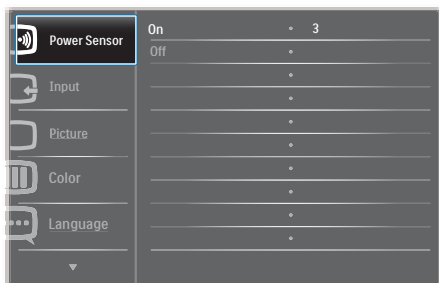 Power Sensor
On 3
Off
Input
Picture
Color
Language